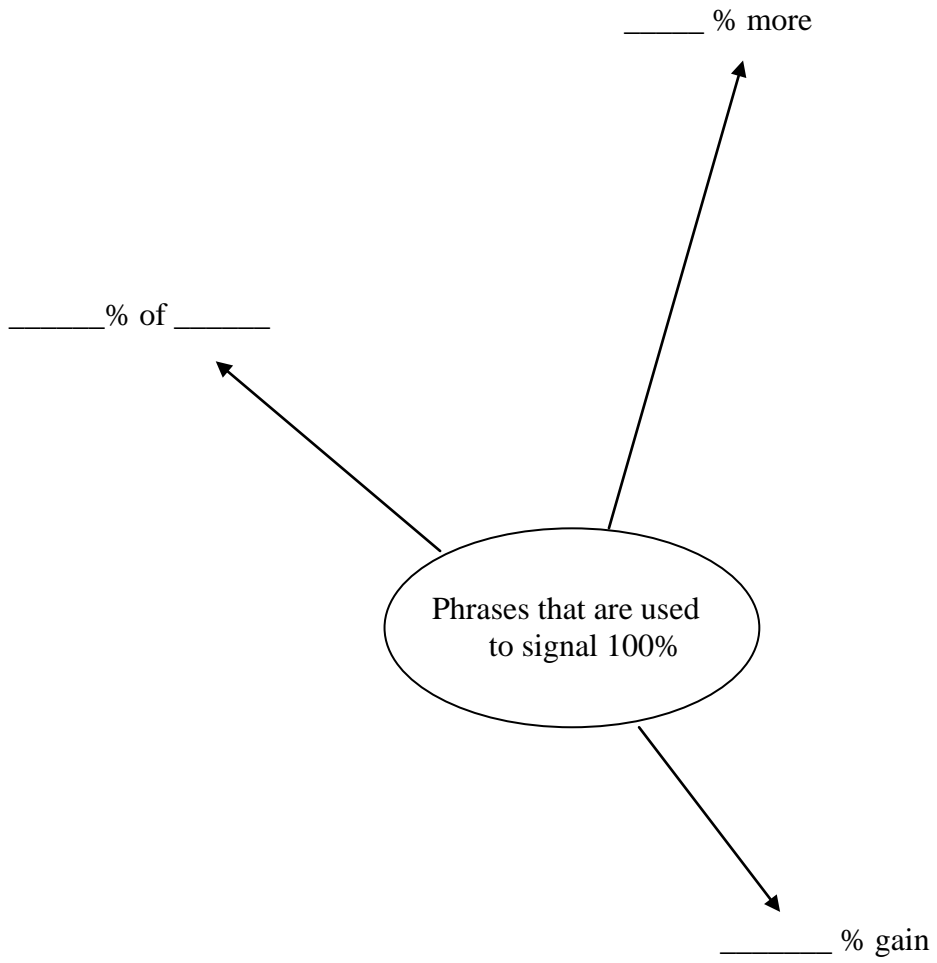 _____ % more
______% of ______
Phrases that are used
to signal 100%
_______ % gain